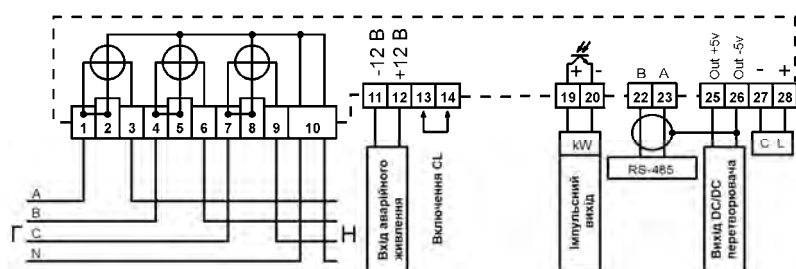 -12 В
+12 В
Out +5v
Out -5v
+ -
В А
- +
1 2 3 4 5 6 7 8 9 10
11 12 13 14
19 20
22 23
25 26 27 28
kW
C L
RS-485
А
В
С
N
Г
Н
Вхід аварійного живлення
Включення CL
Імпульсний вихід
Вихід DC/DC перетворювача